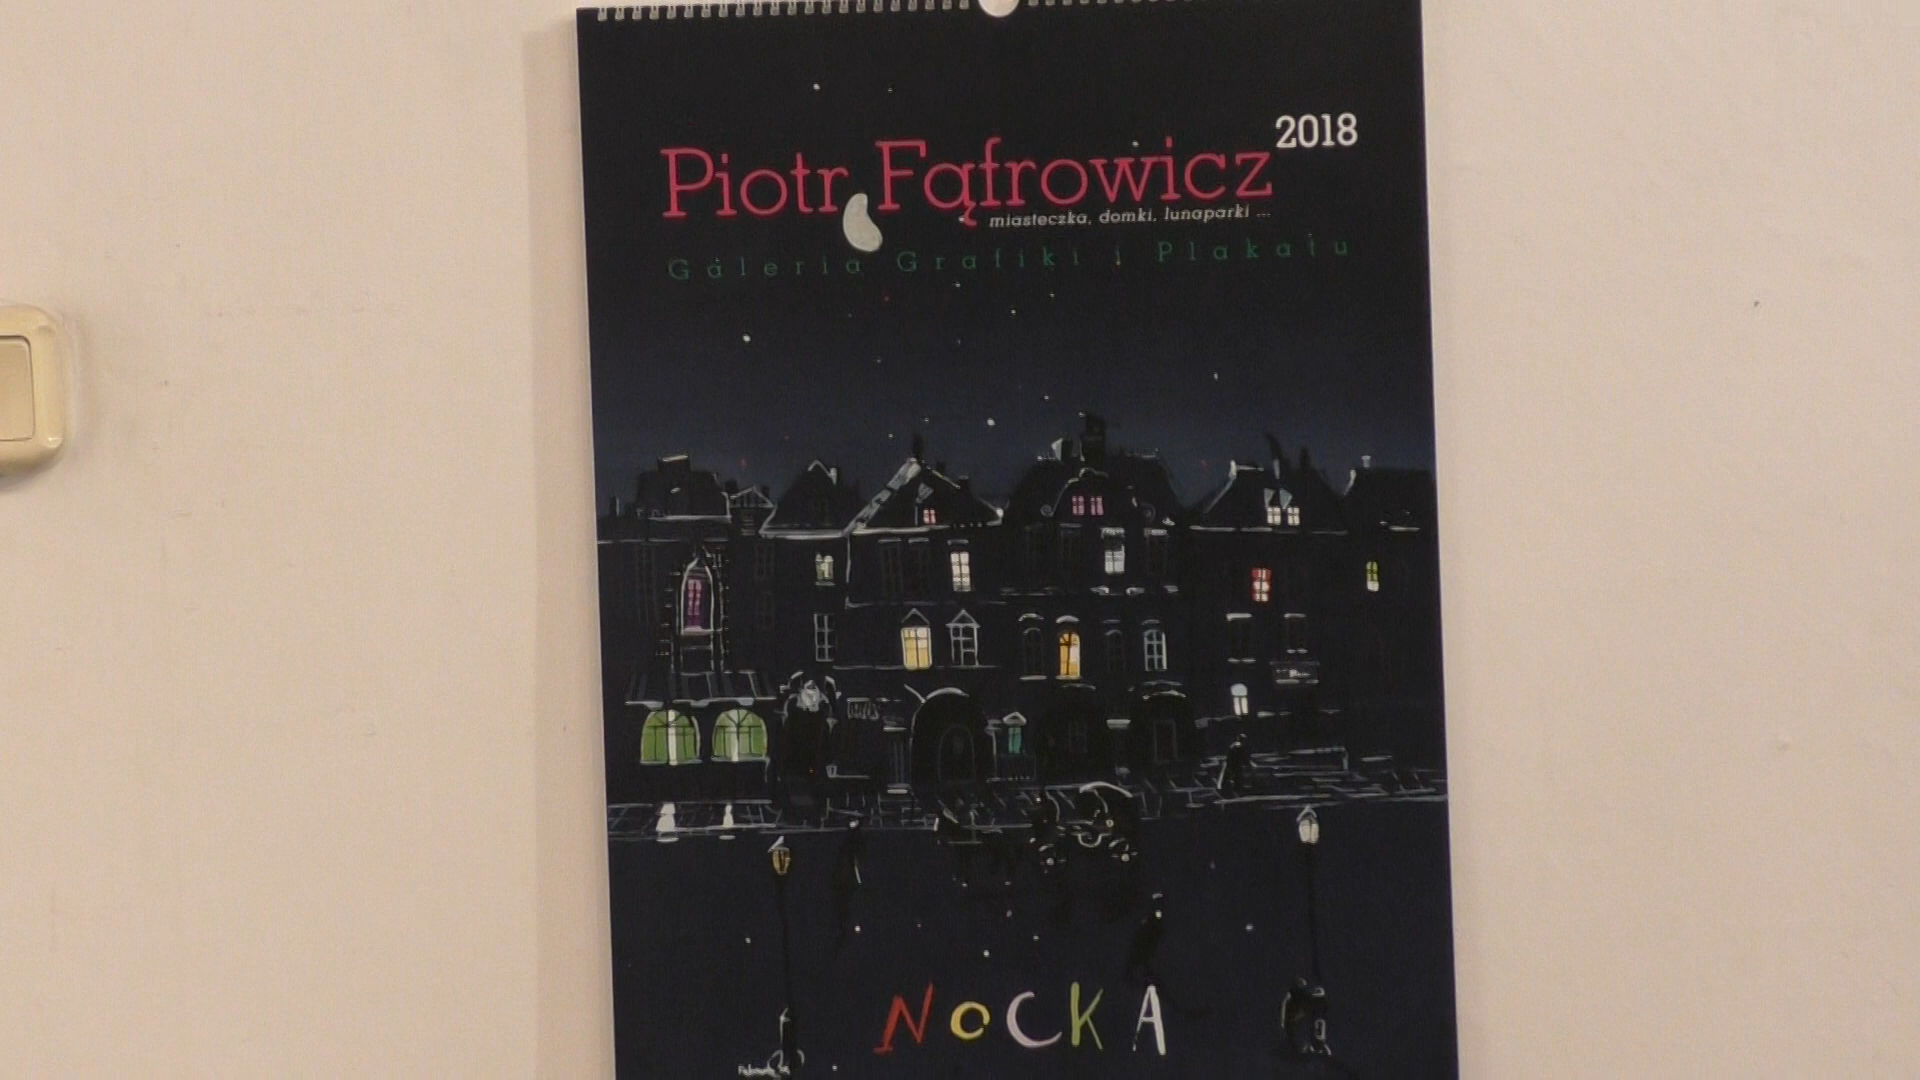 2018
Piotr Fąfrowicz
miasteczka, domki, lunaparki ...
Galeria Grafiki i Plakatu
NOCKA